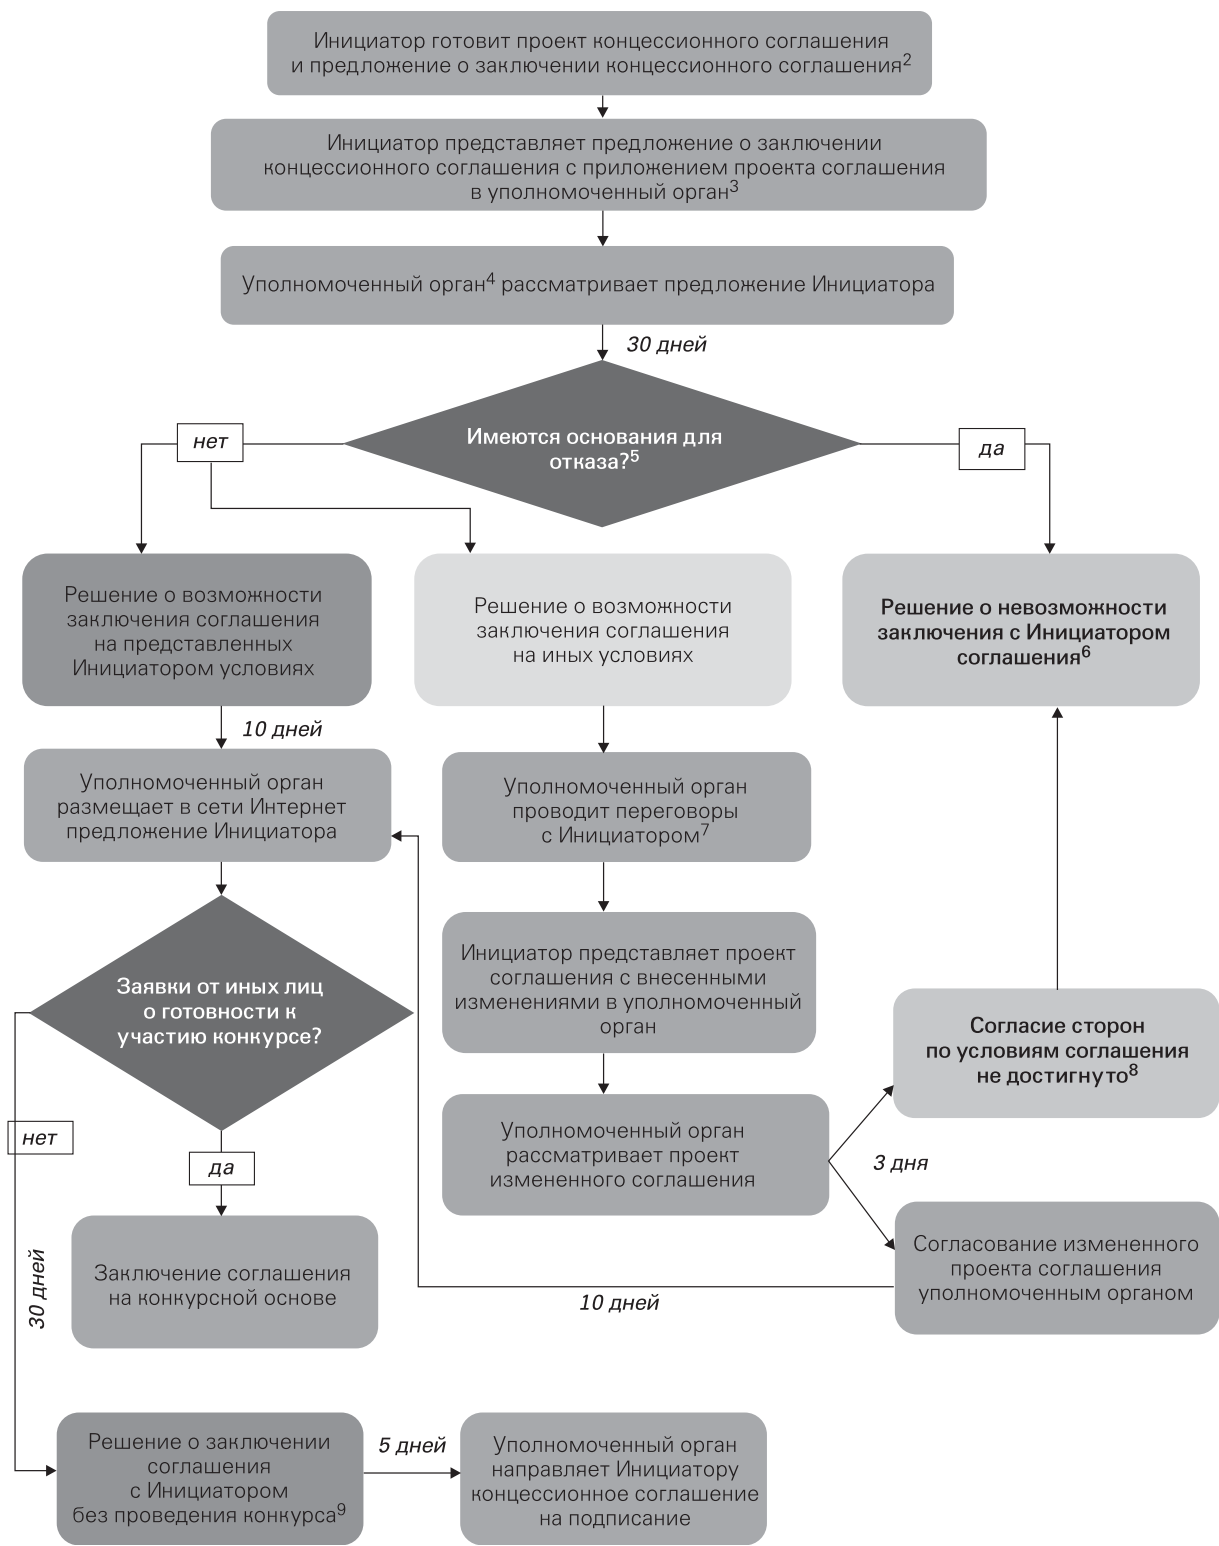 Инициатор готовит проект концессионного соглашения
и предложение о заключении концессионного соглашения2
Инициатор представляет предложение о заключении
концессионного соглашения с приложением проекта соглашения
в уполномоченный орган3
Уполномоченный орган4 рассматривает предложение Инициатора
30 дней
Имеются основания для
отказа?5
нет
да
Решение о возможности
заключения соглашения
на представленных
Инициатором условиях
Решение о возможности
заключения соглашения
на иных условиях
Решение о невозможности
заключения с Инициатором
соглашения6
10 дней
Уполномоченный орган
размещает в сети Интернет
предложение Инициатора
Уполномоченный орган
проводит переговоры
с Инициатором7
Заявки от иных лиц
о готовности к
участию конкурсе?
Инициатор представляет проект
соглашения с внесенными
изменениями в уполномоченный
орган
Согласие сторон
по условиям соглашения
не достигнуто8
нет
да
Уполномоченный орган
рассматривает проект
измененного соглашения
3 дня
Заключение соглашения
на конкурсной основе
Согласование измененного
проекта соглашения
уполномоченным органом
30 дней
10 дней
Решение о заключении
соглашения
с Инициатором
без проведения конкурса9
5 дней
Уполномоченный орган
направляет Инициатору
концессионное соглашение
на подписание